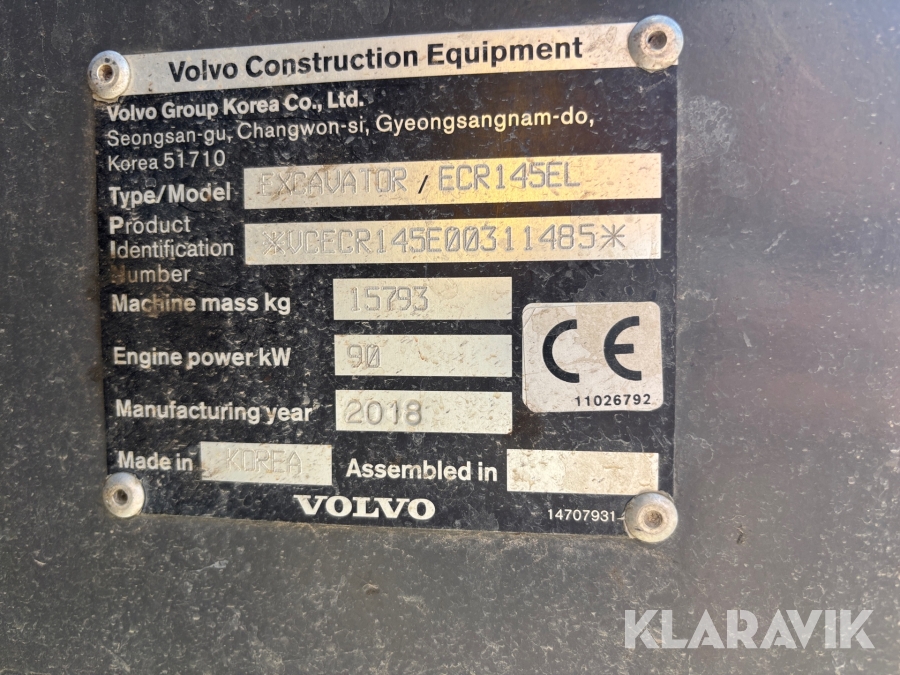 Volvo Construction Equipment
Volvo Group Korea Co., Ltd.
Seongsan-gu, Changwon-si, Gyeongsangnam-do,
Korea 51710
Type/Model EXCAVATOR / ECR145EL
Product
Identification *VCECR145E00311485*
Number
Machine mass kg 15793
Engine power kW 90
CE
11026792
Manufacturing year 2018
Made in KOREA Assembled in
VOLVO
14707931-
KLARAVIK